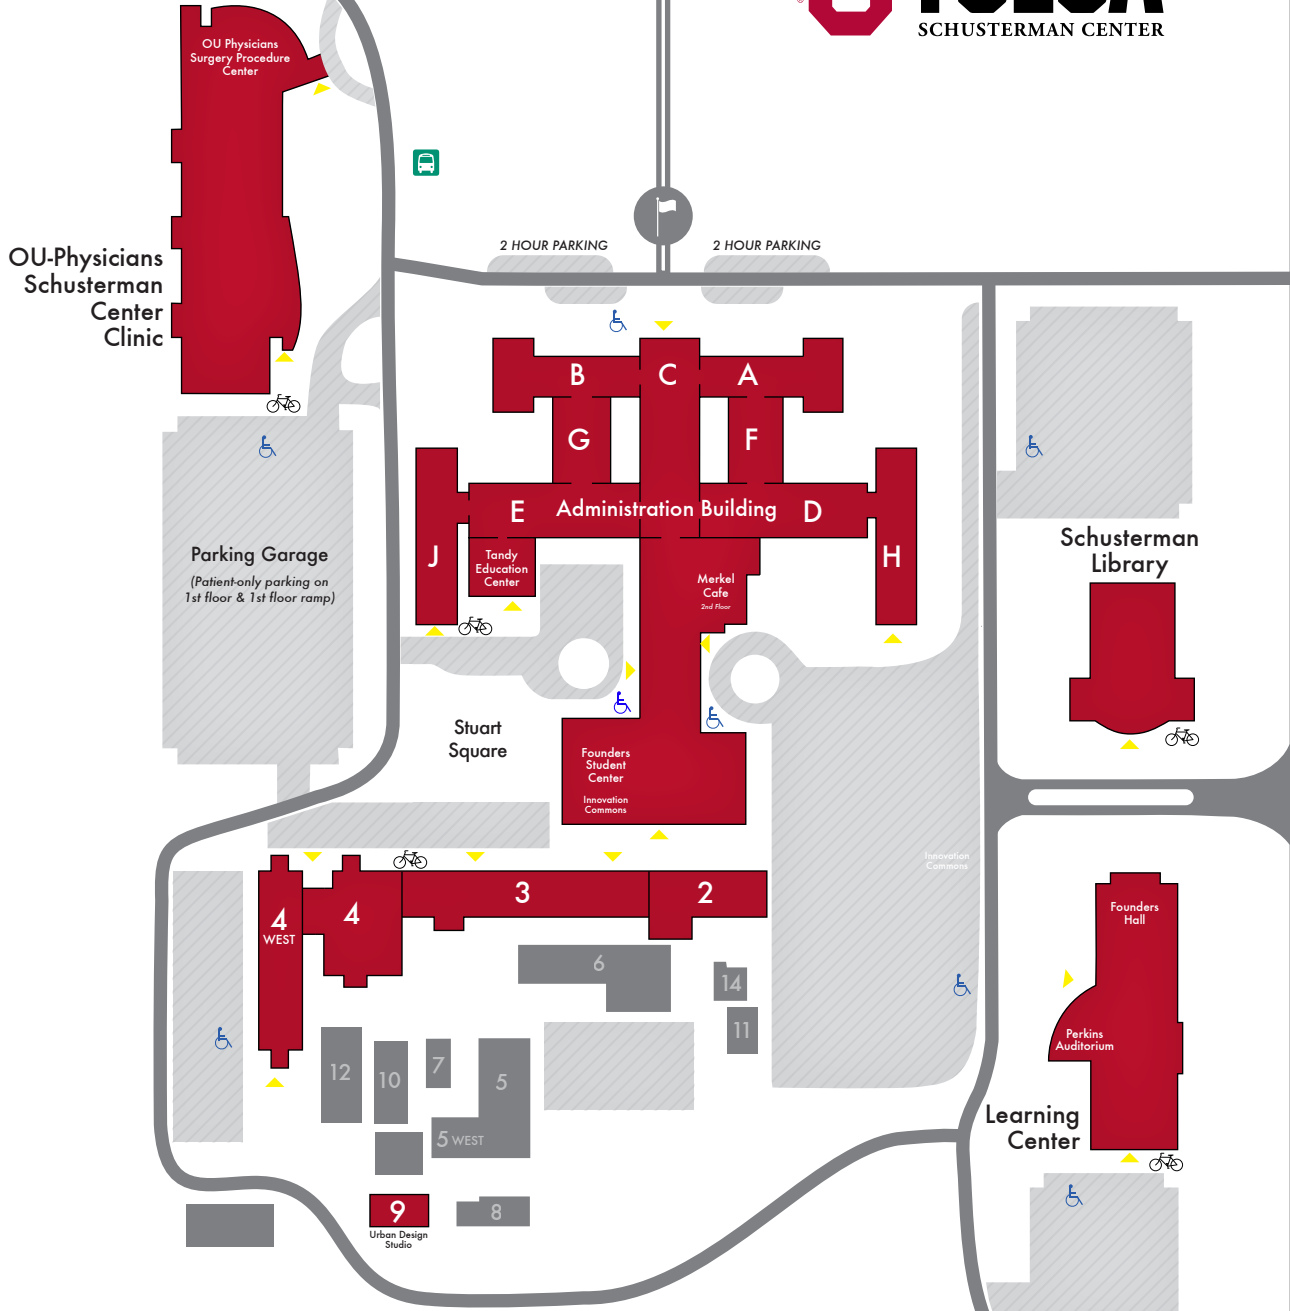 SCHUSTERMAN CENTER
OU Physicians
Surgery Procedure
Center
OU-Physicians
Schusterman
Center
Clinic
2 HOUR PARKING
2 HOUR PARKING
B
C
A
G
F
E
Administration Building
D
J
H
Tandy
Education
Center
Merkel
Cafe
2nd Floor
Parking Garage
(Patient-only parking on
1st floor & 1st floor ramp)
Schusterman
Library
Stuart
Square
Founders
Student
Center
Innovation
Commons
Innovation
Commons
4
WEST
4
3
2
6
14
11
12
10
7
5
5 WEST
9
Urban Design
Studio
8
Founders
Hall
Perkins
Auditorium
Learning
Center